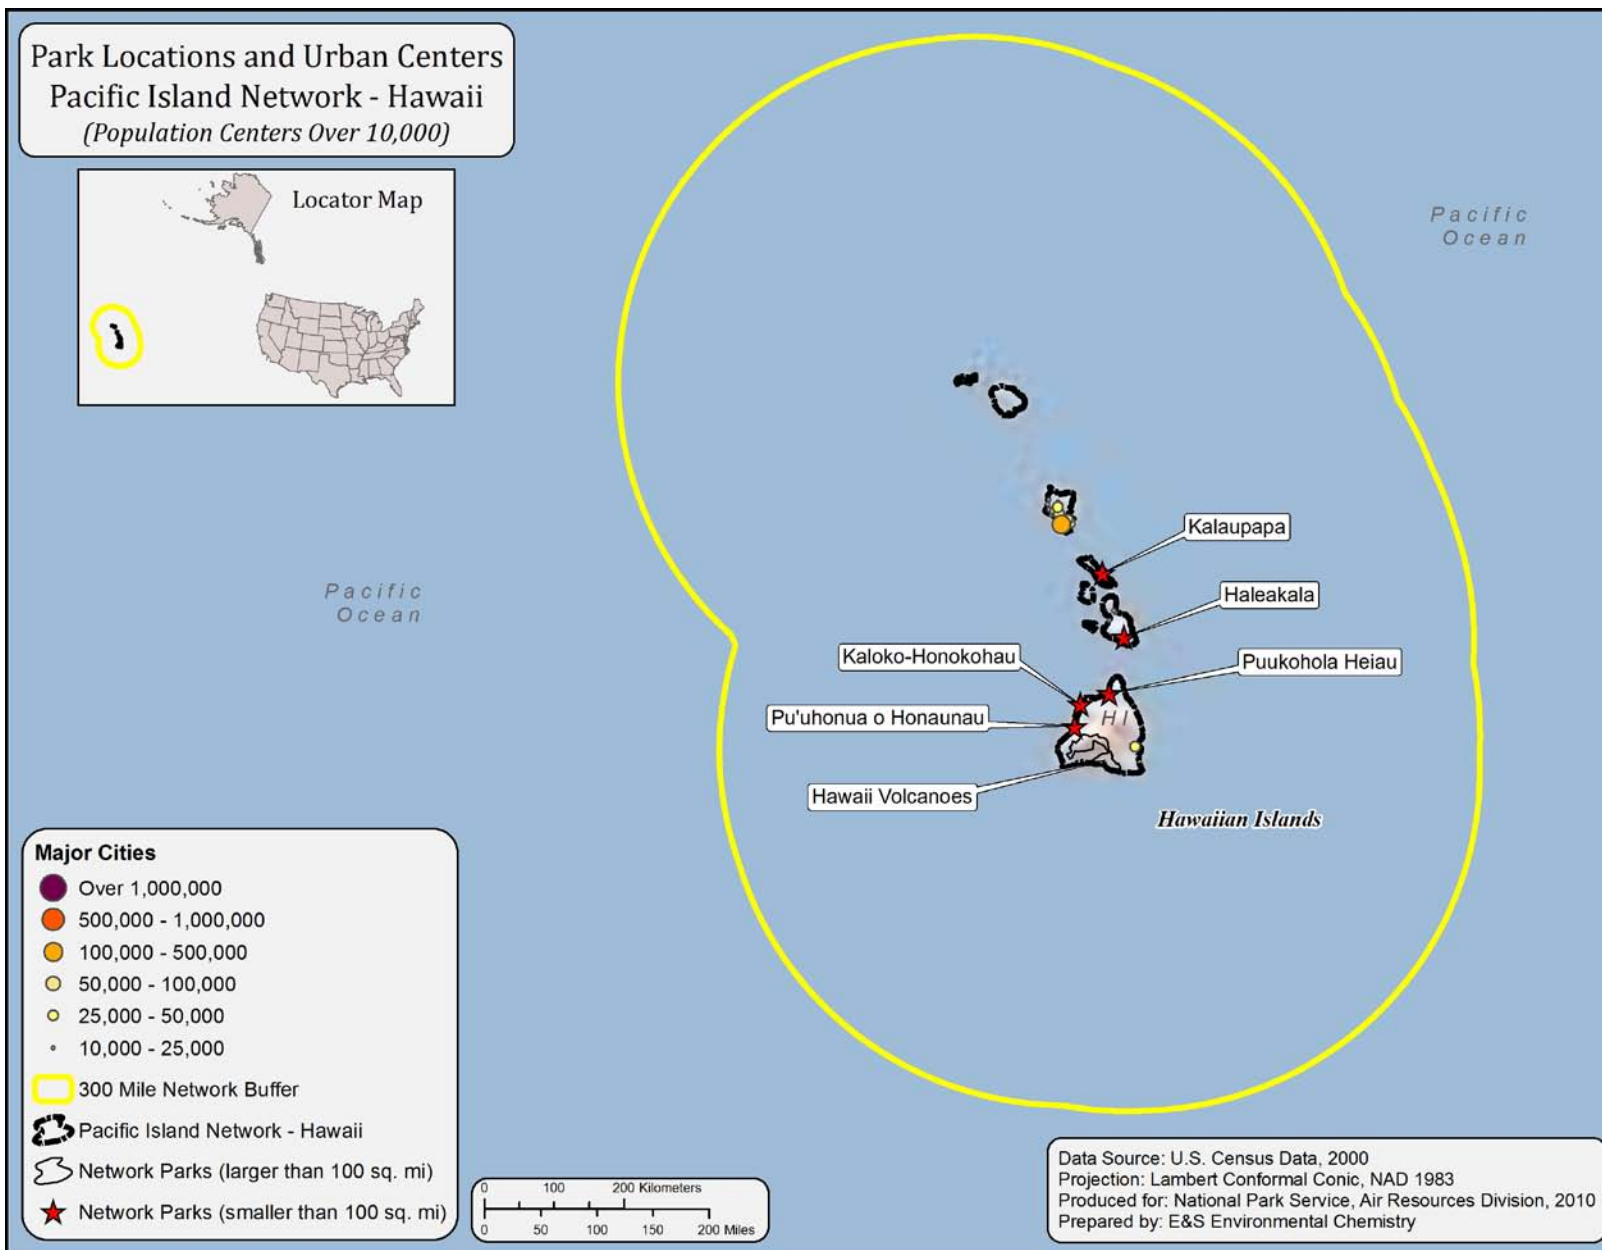 Park Locations and Urban Centers
Pacific Island Network - Hawaii
(Population Centers Over 10,000)
Locator Map
Pacific
Ocean
Pacific
Ocean
Kalaupapa
Haleakala
Kaloko-Honokohau
Puukohola Heiau
Pu'uhonua o Honaunau
H I
Hawaii Volcanoes
Hawaiian Islands
Major Cities
Over 1,000,000
500,000 - 1,000,000
100,000 - 500,000
50,000 - 100,000
25,000 - 50,000
10,000 - 25,000
300 Mile Network Buffer
Pacific Island Network - Hawaii
Network Parks (larger than 100 sq. mi)
Network Parks (smaller than 100 sq. mi)
0 100 200 Kilometers
0 50 100 150 200 Miles
Data Source: U.S. Census Data, 2000
Projection: Lambert Conformal Conic, NAD 1983
Produced for: National Park Service, Air Resources Division, 2010
Prepared by: E&S Environmental Chemistry